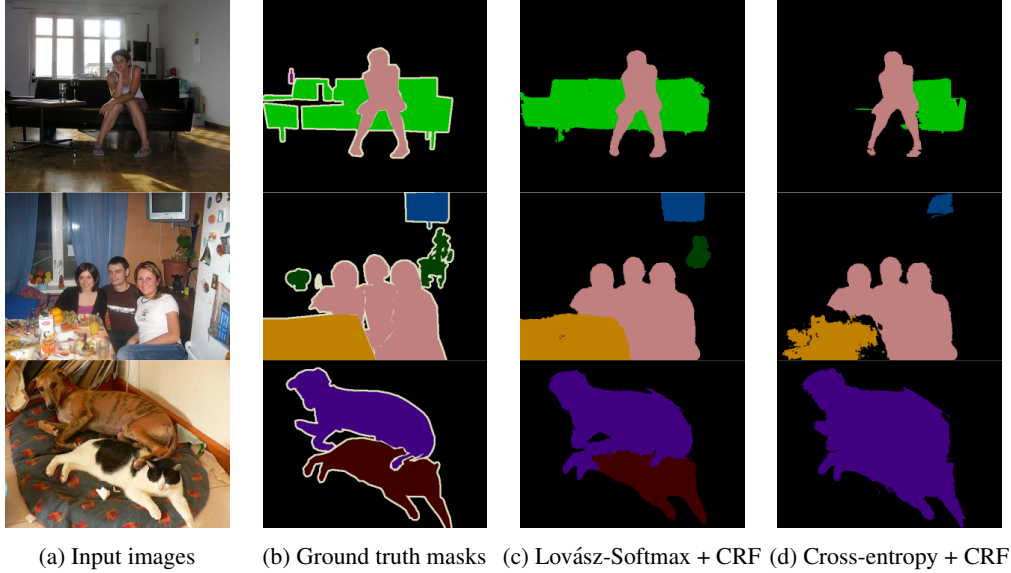 (a) Input images
(b) Ground truth masks
(c) Lovász-Softmax + CRF
(d) Cross-entropy + CRF